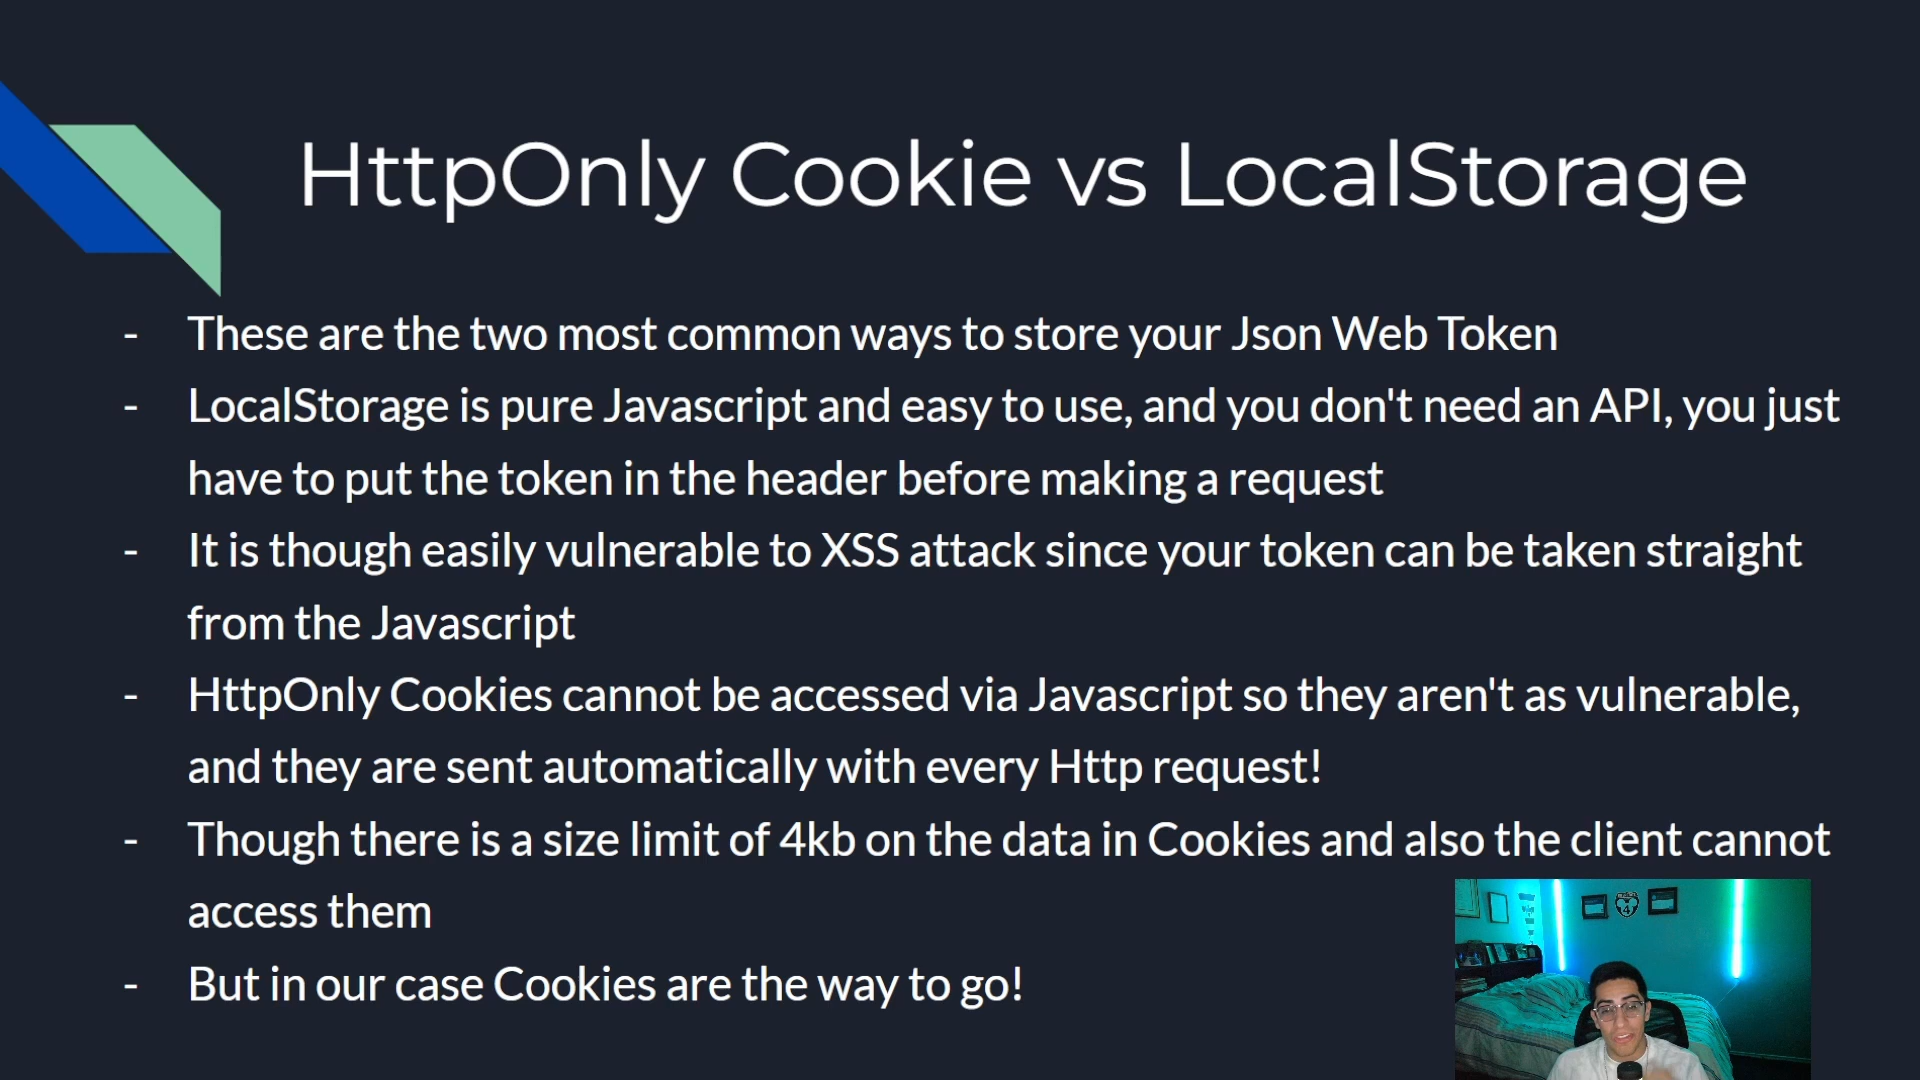 HttpOnly Cookie vs LocalStorage
- These are the two most common ways to store your Json Web Token
- LocalStorage is pure Javascript and easy to use, and you don't need an API, you just
have to put the token in the header before making a request
- It is though easily vulnerable to XSS attack since your token can be taken straight
from the Javascript
- HttpOnly Cookies cannot be accessed via Javascript so they aren't as vulnerable,
and they are sent automatically with every Http request!
- Though there is a size limit of 4kb on the data in Cookies and also the client cannot
access them
- But in our case Cookies are the way to go!
4